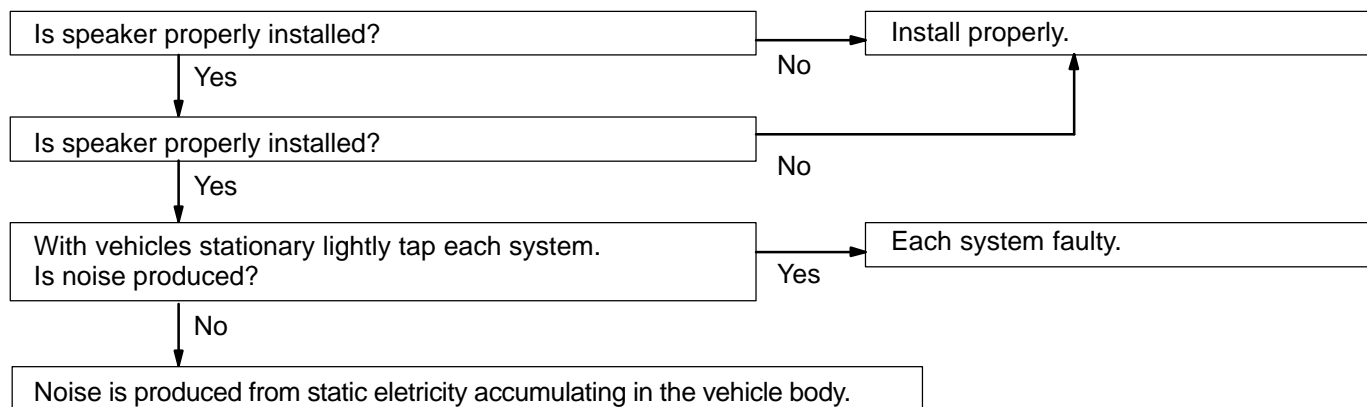 Is speaker properly installed?
Install properly.
No
Yes
Is speaker properly installed?
No
Yes
With vehicles stationary lightly tap each system.
Is noise produced?
Each system faulty.
Yes
No
Noise is produced from static eletricity accumulating in the vehicle body.